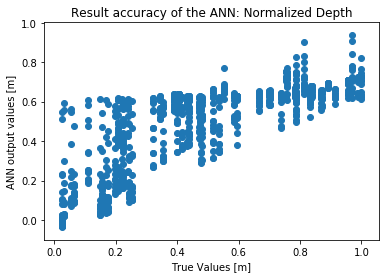 Result accuracy of the ANN: Normalized Depth
1.0
0.8
0.6
0.4
0.2
0.0
ANN output values [m]
0.0 0.2 0.4 0.6 0.8 1.0
True Values [m]